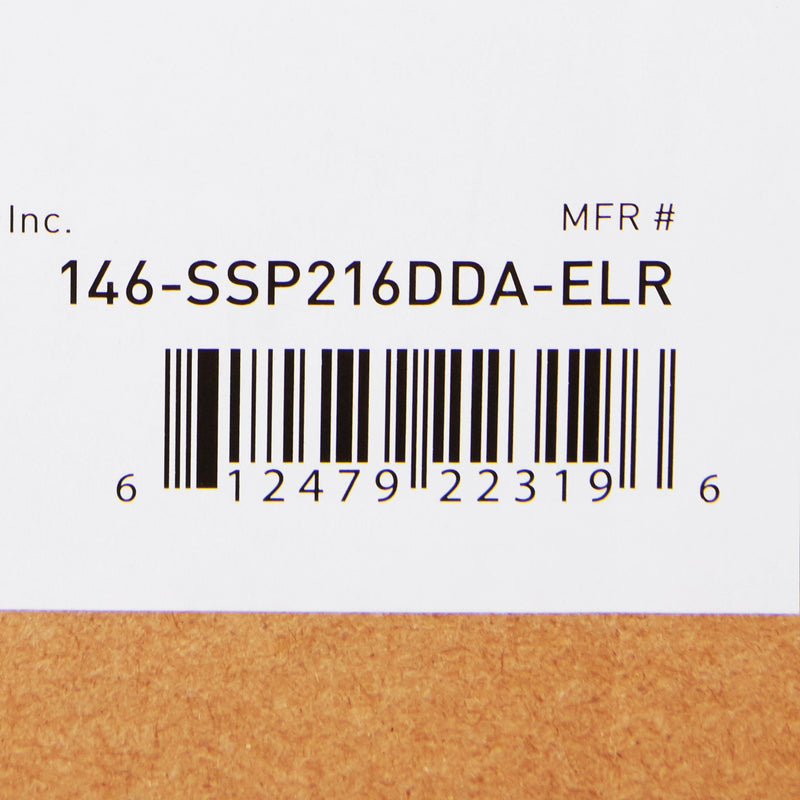 Inc. MFR #
146-SSP216DDA-ELR
6 12479 22319 6